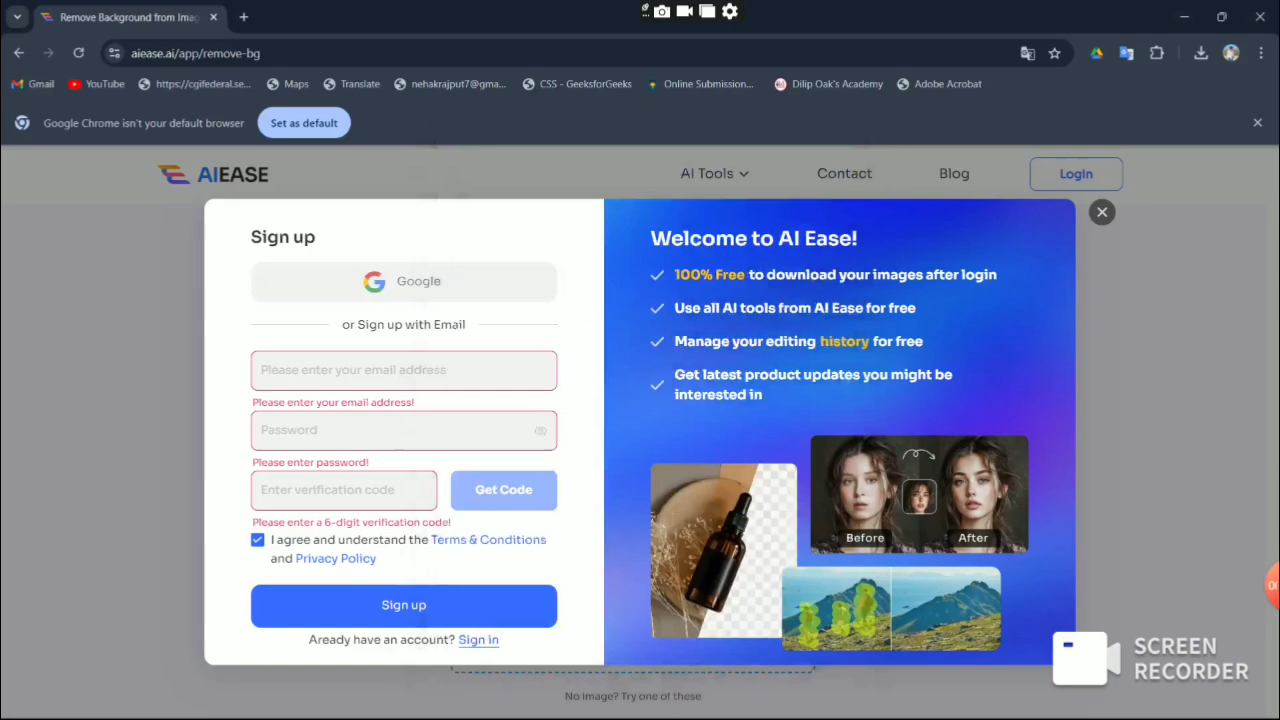 Remove Background from Imag
aiease.ai/app/remove-bg
Gmail
YouTube
https://cgifederal.se...
Maps
Translate
nehakrajput7@gma...
CSS - GeeksforGeeks
Online Submission...
Dilip Oak's Academy
Adobe Acrobat
Google Chrome isn't your default browser
Set as default
AIEASE
AI Tools
Contact
Blog
Login
Sign up
Google
or Sign up with Email
Please enter your email address
Please enter your email address!
Password
Please enter password!
Enter verification code
Get Code
Please enter a 6-digit verification code!
I agree and understand the Terms & Conditions
and Privacy Policy
Sign up
Aready have an account? Sign in
Welcome to AI Ease!
100% Free to download your images after login
Use all AI tools from AI Ease for free
Manage your editing history for free
Get latest product updates you might be
interested in
Before
After
No image? Try one of these
SCREEN
RECORDER